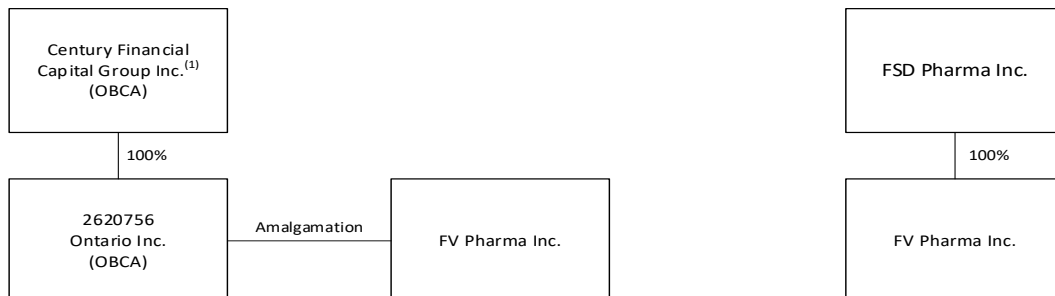 Century Financial
Capital Group Inc.(1)
(OBCA)
100%
2620756
Ontario Inc.
(OBCA)
Amalgamation
FV Pharma Inc.
FSD Pharma Inc.
100%
FV Pharma Inc.